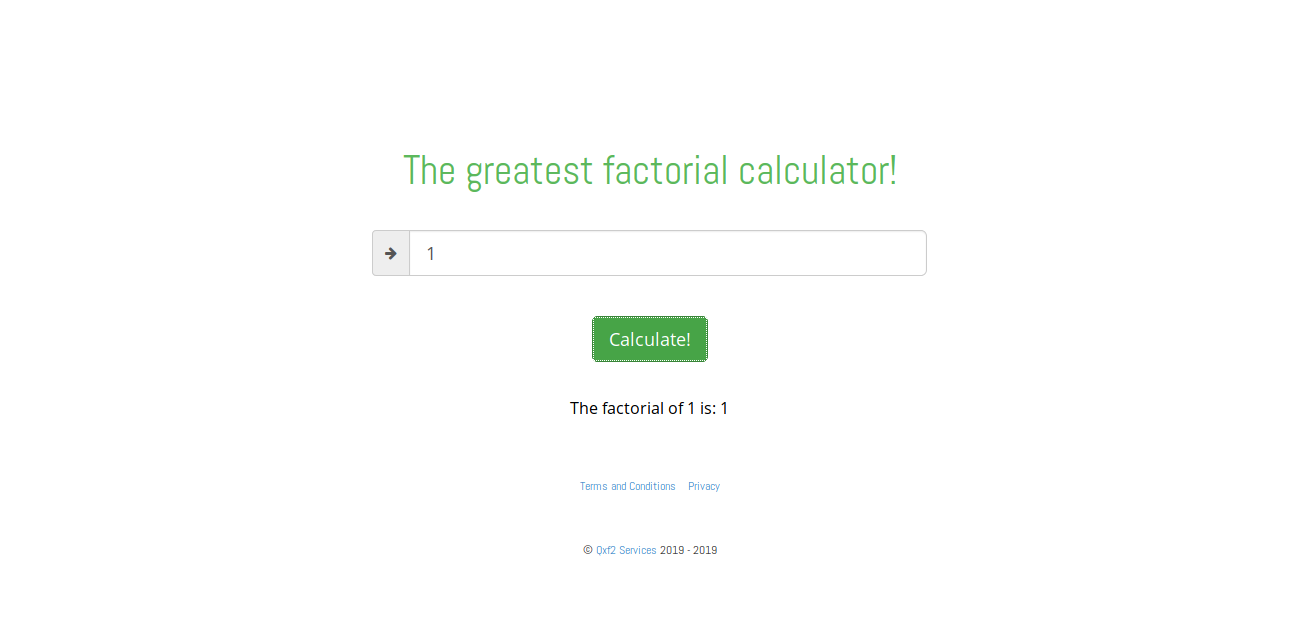 The greatest factorial calculator!
1
Calculate!
The factorial of 1 is: 1
Terms and Conditions Privacy
© Qxf2 Services 2019 - 2019